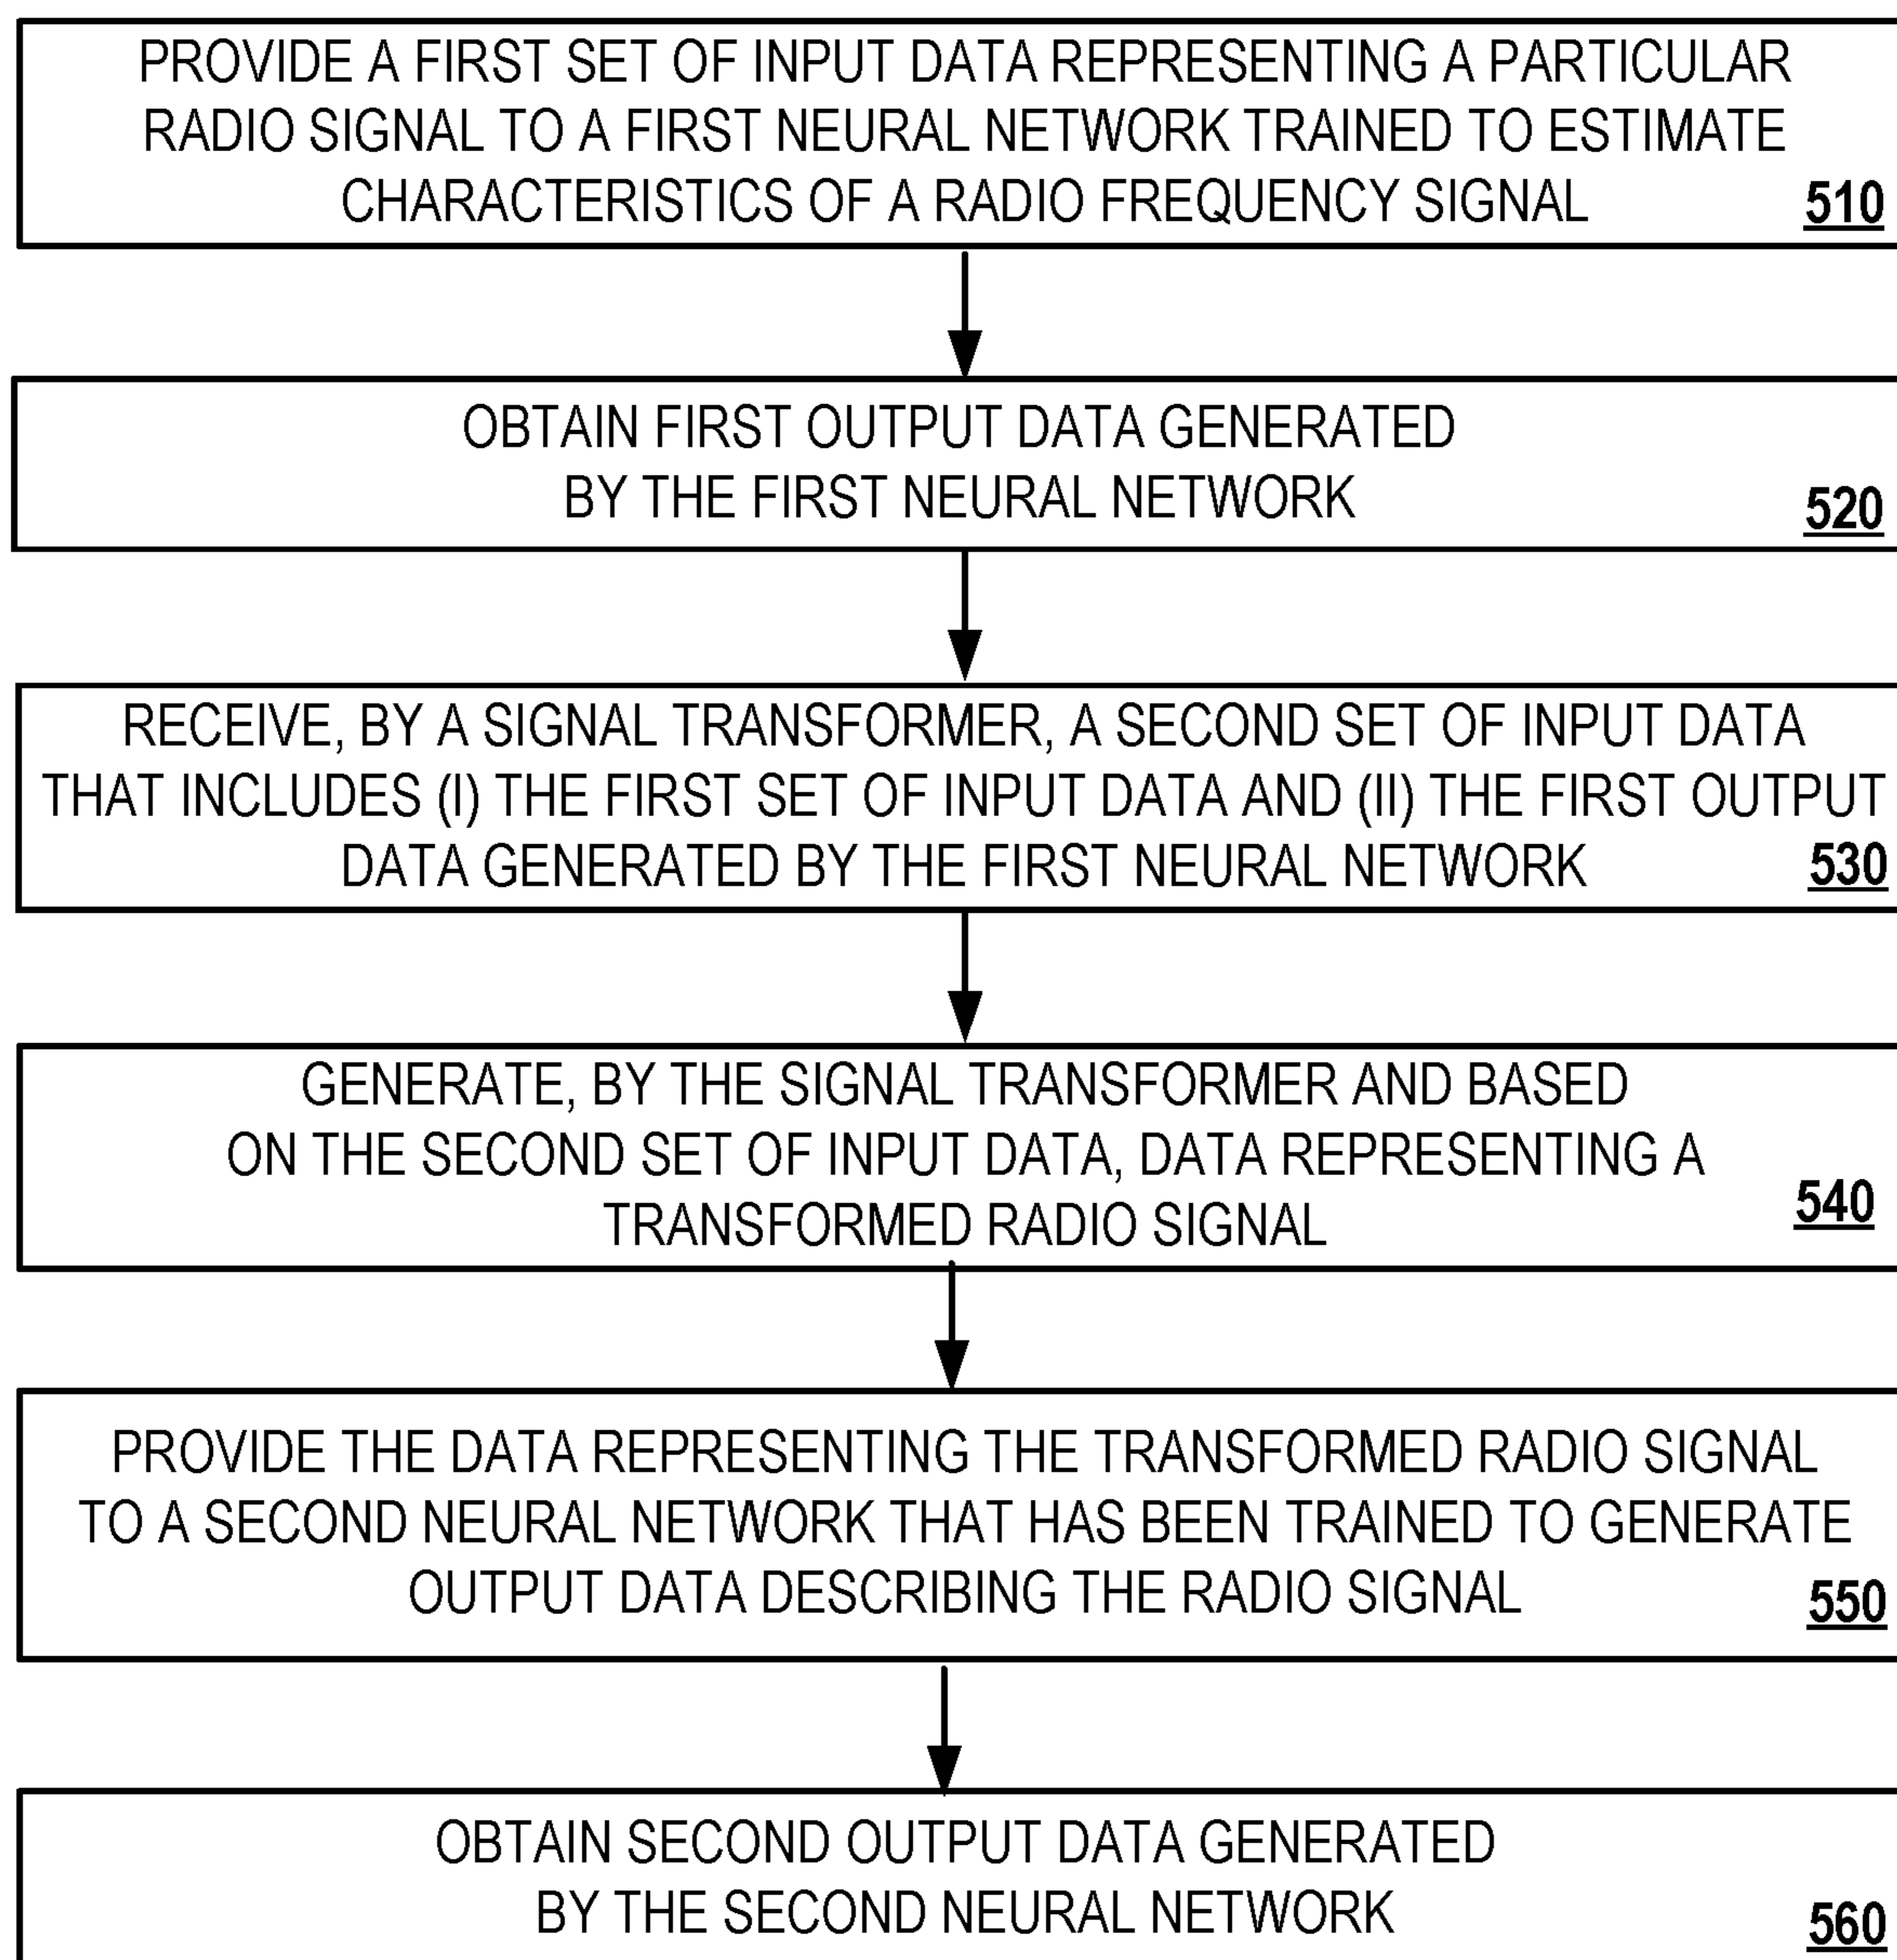 PROVIDE A FIRST SET OF INPUT DATA REPRESENTING A PARTICULAR
RADIO SIGNAL TO A FIRST NEURAL NETWORK TRAINED TO ESTIMATE
CHARACTERISTICS OF A RADIO FREQUENCY SIGNAL
510
OBTAIN FIRST OUTPUT DATA GENERATED
BY THE FIRST NEURAL NETWORK
520
RECEIVE, BY A SIGNAL TRANSFORMER, A SECOND SET OF INPUT DATA
THAT INCLUDES (I) THE FIRST SET OF INPUT DATA AND (II) THE FIRST OUTPUT
DATA GENERATED BY THE FIRST NEURAL NETWORK
530
GENERATE, BY THE SIGNAL TRANSFORMER AND BASED
ON THE SECOND SET OF INPUT DATA, DATA REPRESENTING A
TRANSFORMED RADIO SIGNAL
540
PROVIDE THE DATA REPRESENTING THE TRANSFORMED RADIO SIGNAL
TO A SECOND NEURAL NETWORK THAT HAS BEEN TRAINED TO GENERATE
OUTPUT DATA DESCRIBING THE RADIO SIGNAL
550
OBTAIN SECOND OUTPUT DATA GENERATED
BY THE SECOND NEURAL NETWORK
560